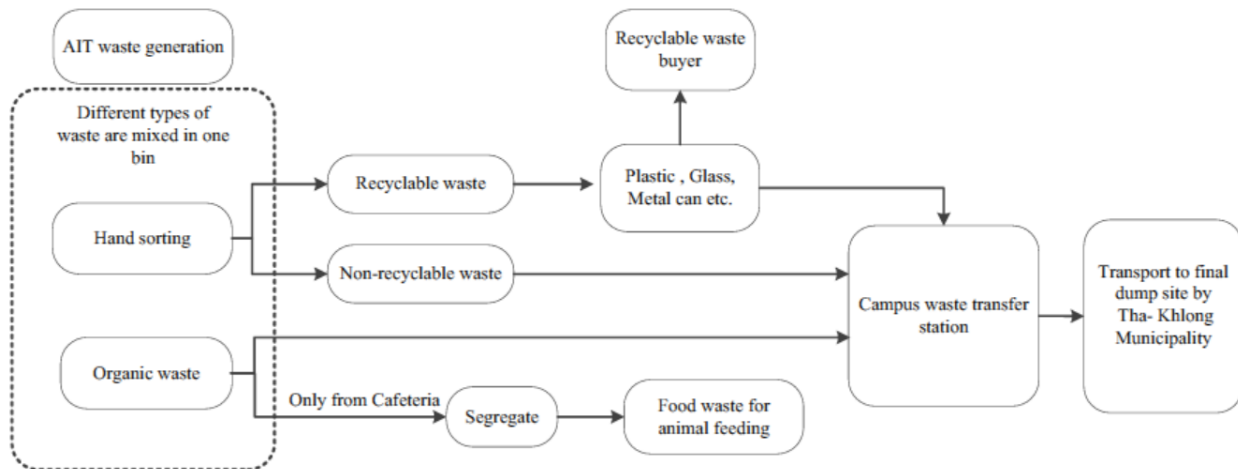 AIT waste generation
Different types of
waste are mixed in one
bin
Hand sorting
Organic waste
Recyclable waste
Non-recyclable waste
Only from Cafeteria
Segregate
Recyclable waste
buyer
Plastic , Glass,
Metal can etc.
Food waste for
animal feeding
Campus waste transfer
station
Transport to final
dump site by
Tha- Khlong
Municipality